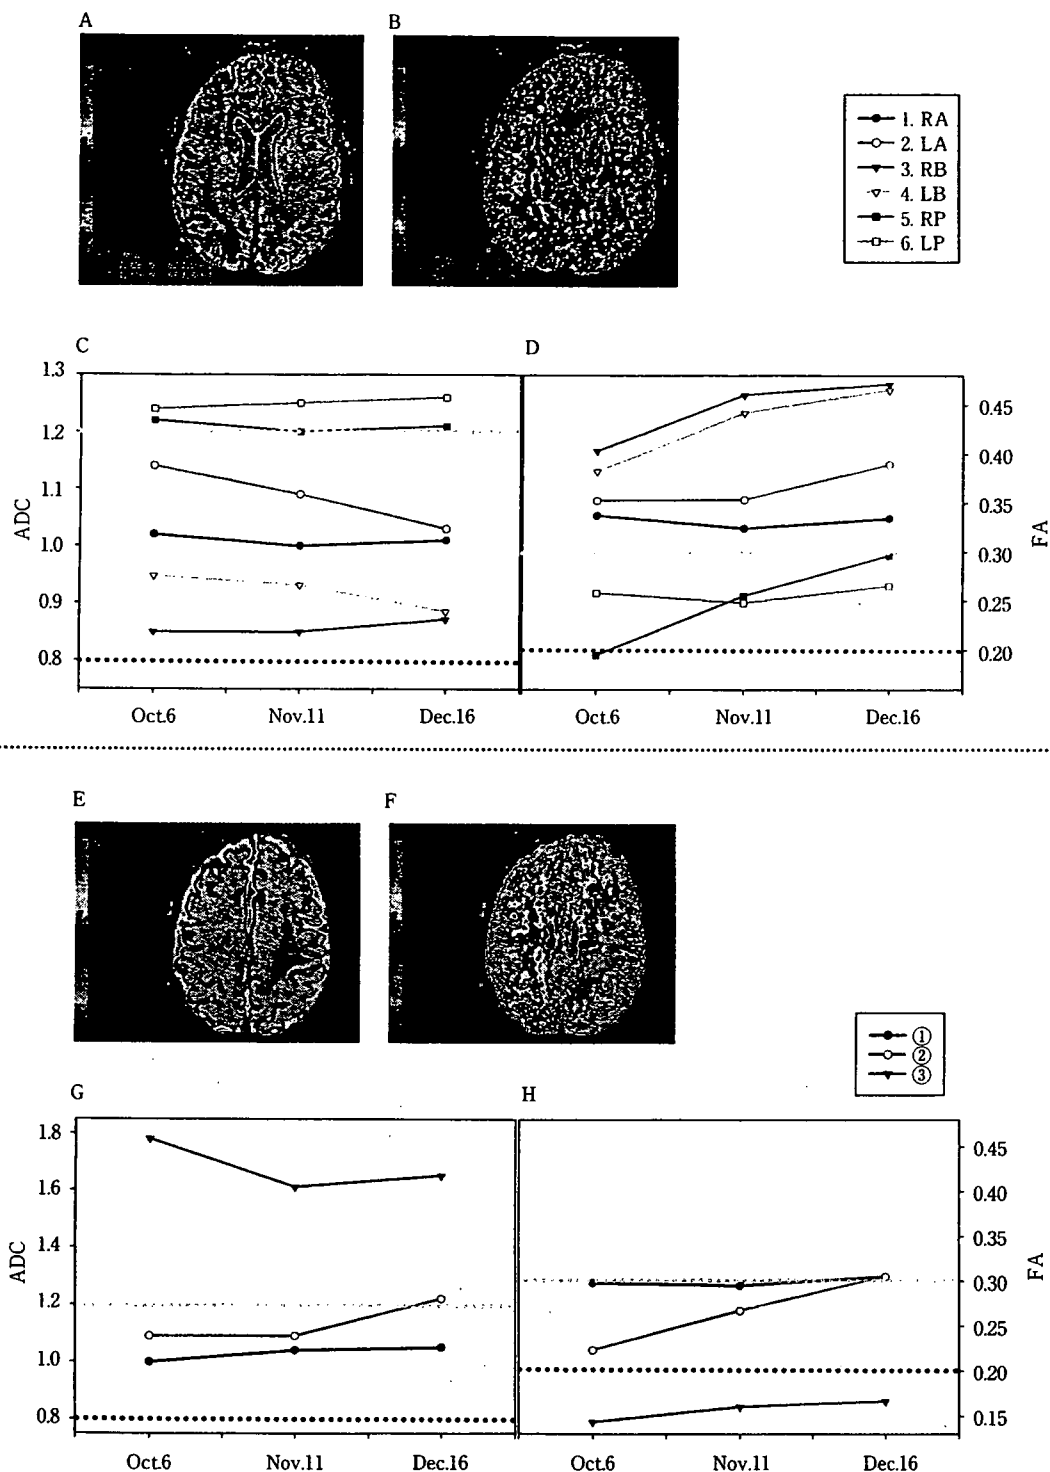 A B
1. RA
2. LA
3. RB
4. LB
5. RP
6. LP
C D
1.3
1.2
1.1
1.0
0.9
0.8
ADC
0.45
0.40
0.35
0.30
0.25
0.20
FA
Oct.6 Nov.11 Dec.16 Oct.6 Nov.11 Dec.16
E F
①
②
③
G H
1.8
1.6
1.4
1.2
1.0
0.8
ADC
0.45
0.40
0.35
0.30
0.25
0.20
0.15
FA
Oct.6 Nov.11 Dec.16 Oct.6 Nov.11 Dec.16